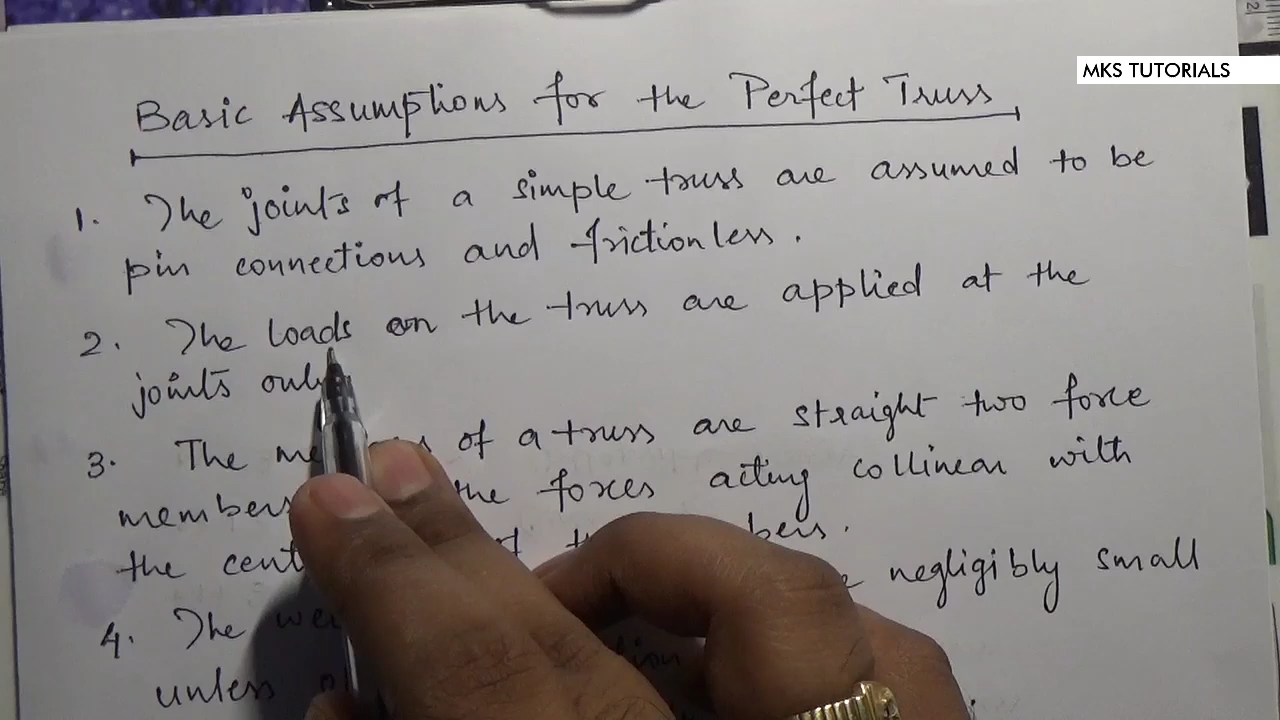 MKS TUTORIALS
Basic Assumptions for the Perfect Truss
1. The joints of a simple truss are assumed to be
pin connections and frictionless.
2. The loads on the truss are applied at the
joints only
3. The of a truss are straight two force
members the forces acting collinear with
the
4. The negligibly small
unless